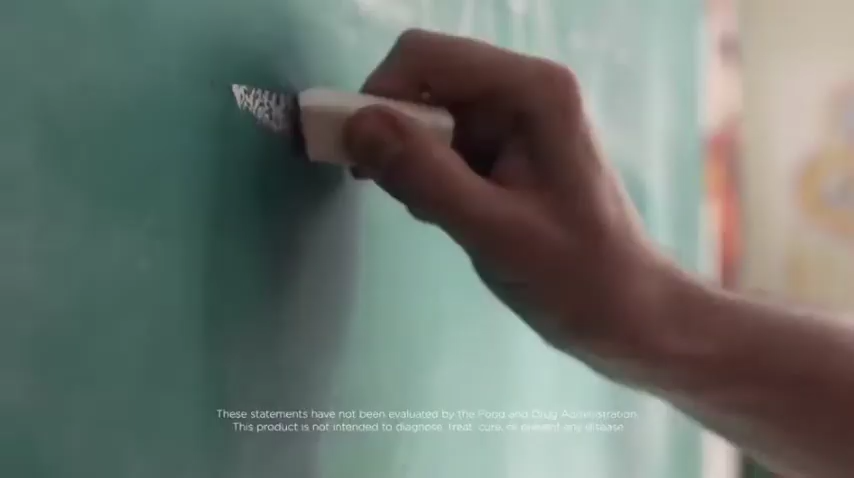 These statements have not been evaluated by the Food and Drug Administration.
This product is not intended to diagnose, treat, cure, or prevent any disease.